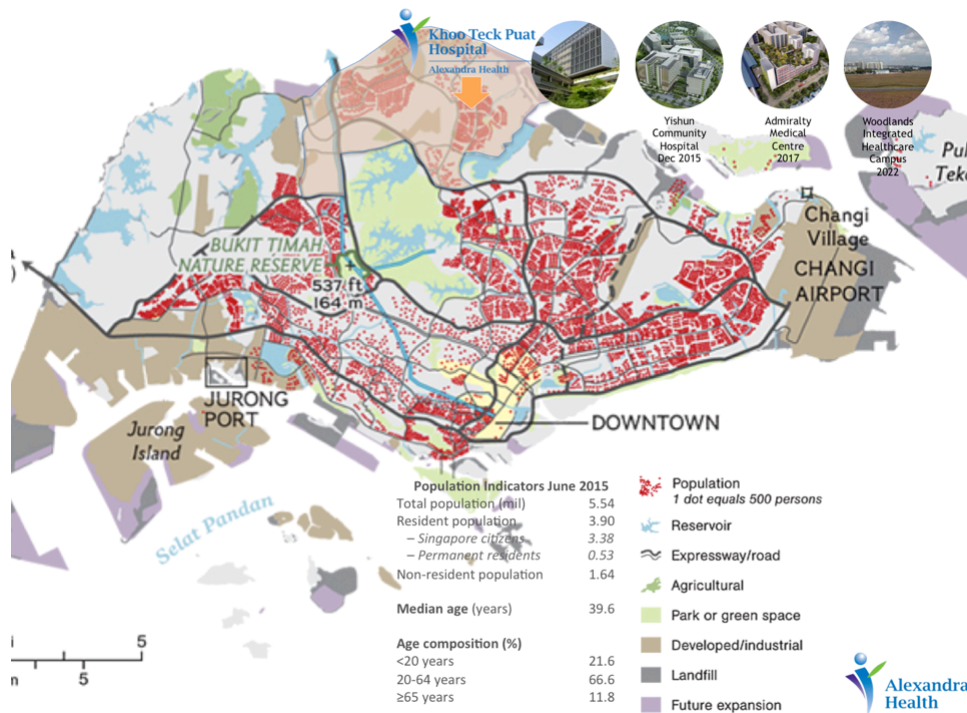 Khoo Teck Puat
Hospital
Alexandra Health
Yishun
Community
Hospital
Dec 2015
Admiralty
Medical
Centre
2017
Woodlands
Integrated
Healthcare
Campus
2022
Changi
Village
CHANGI
AIRPORT
BUKIT TIMAH
NATURE RESERVE
537 ft
164 m
JURONG
PORT
Jurong
Island
DOWNTOWN
Selat Pandan
5
5
Population Indicators June 2015
Total population (mil) 5.54
Resident population 3.90
– Singapore citizens 3.38
– Permanent residents 0.53
Non-resident population 1.64
Median age (years) 39.6
Age composition (%)
<20 years 21.6
20-64 years 66.6
≥65 years 11.8
Population
1 dot equals 500 persons
Reservoir
Expressway/road
Agricultural
Park or green space
Developed/industrial
Landfill
Future expansion
Alexandra
Health